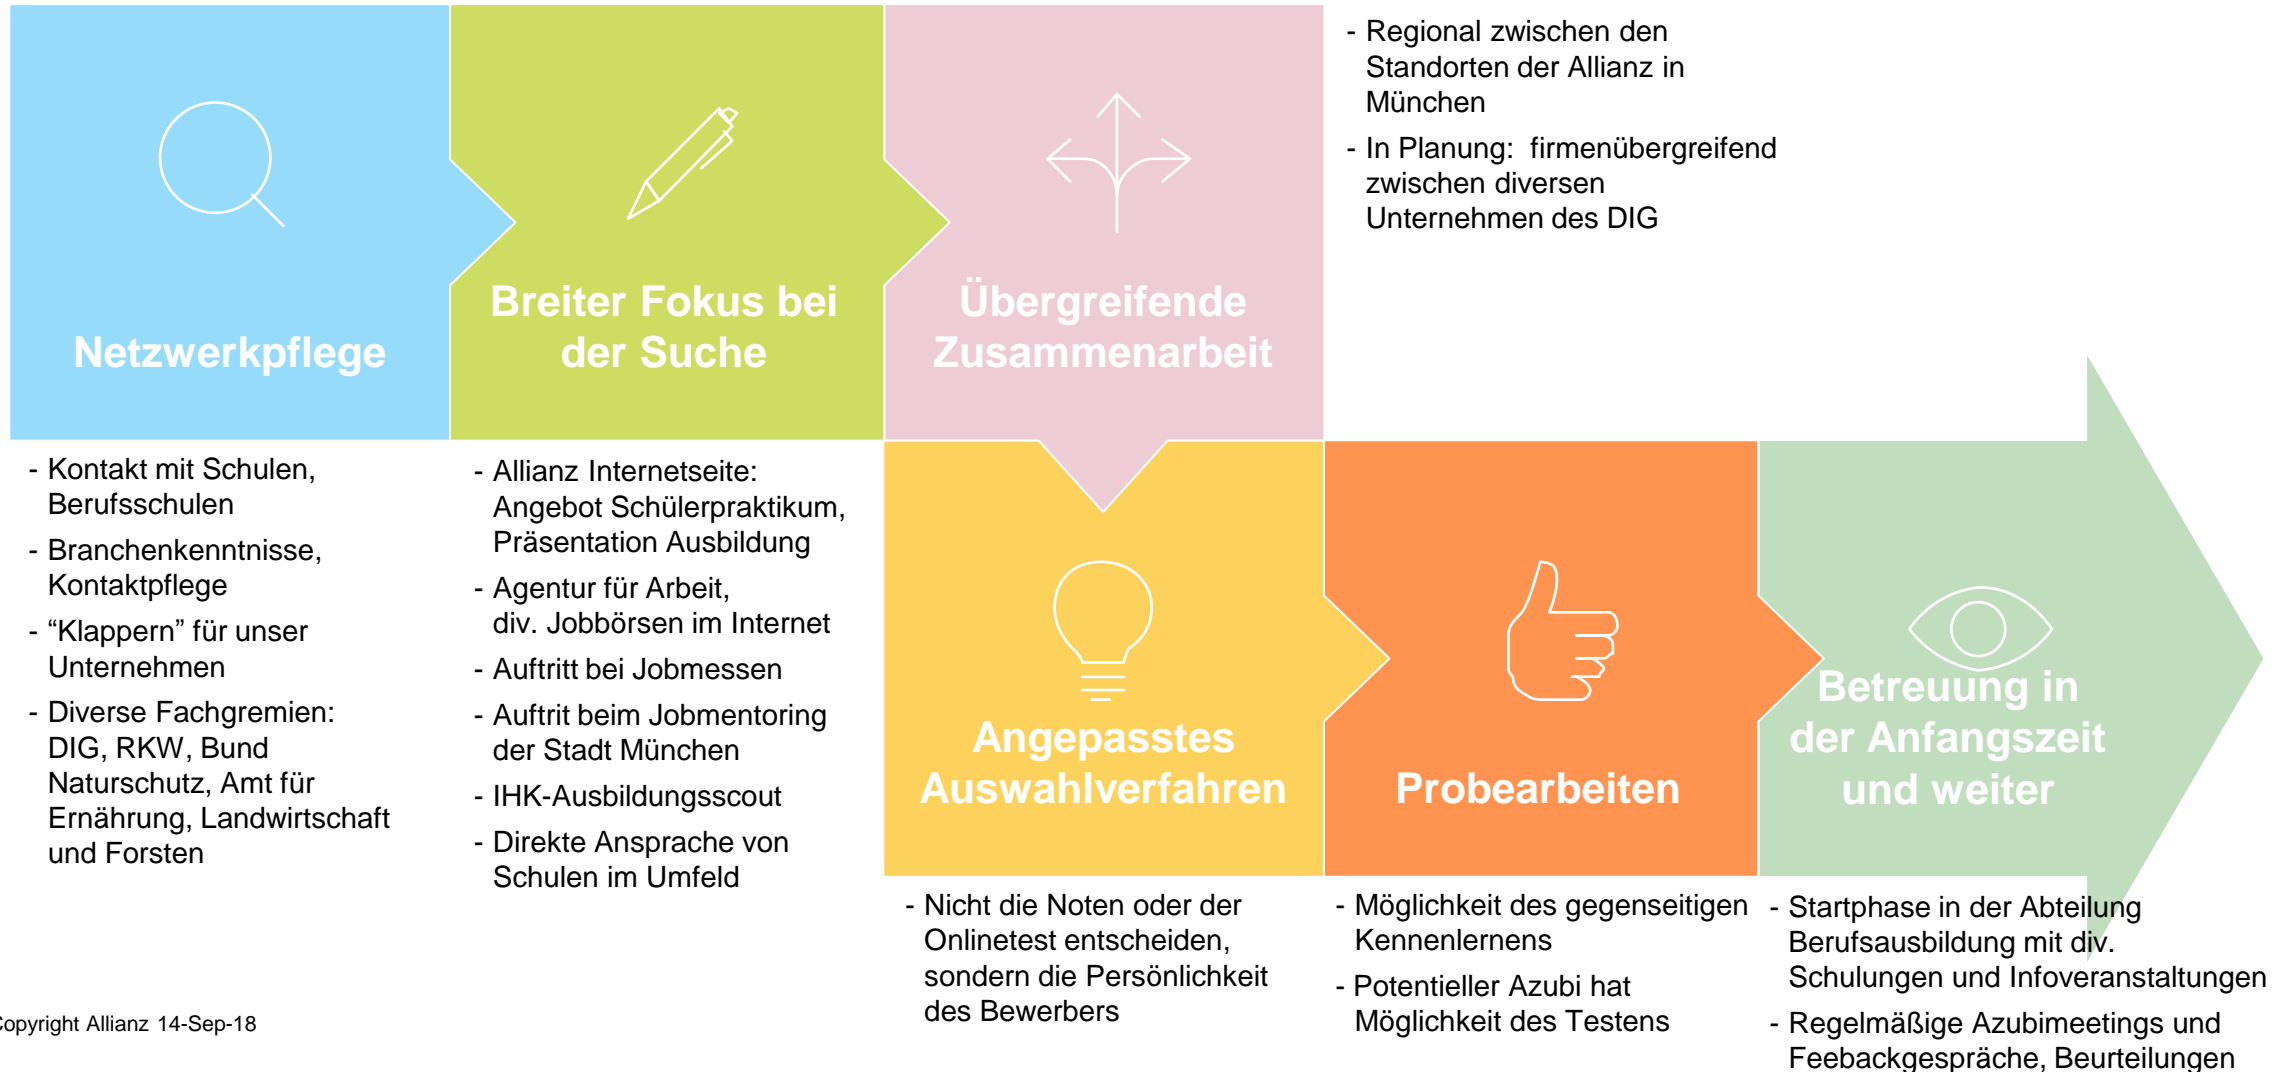 Netzwerkpflege
- Kontakt mit Schulen,
Berufsschulen
- Branchenkenntnisse,
Kontaktpflege
- “Klappern” für unser
Unternehmen
- Diverse Fachgremien:
DIG, RKW, Bund
Naturschutz, Amt für
Ernährung, Landwirtschaft
und Forsten
Breiter Fokus bei
der Suche
- Allianz Internetseite:
Angebot Schülerpraktikum,
Präsentation Ausbildung
- Agentur für Arbeit,
div. Jobbörsen im Internet
- Auftritt bei Jobmessen
- Auftrit beim Jobmentoring
der Stadt München
- IHK-Ausbildungsscout
- Direkte Ansprache von
Schulen im Umfeld
Übergreifende
Zusammenarbeit
- Regional zwischen den
Standorten der Allianz in
München
- In Planung: firmenübergreifend
zwischen diversen
Unternehmen des DIG
Angepasstes
Auswahlverfahren
- Nicht die Noten oder der
Onlinetest entscheiden,
sondern die Persönlichkeit
des Bewerbers
Probearbeiten
- Möglichkeit des gegenseitigen
Kennenlernens
- Potentieller Azubi hat
Möglichkeit des Testens
Betreuung in
der Anfangszeit
und weiter
- Startphase in der Abteilung
Berufsausbildung mit div.
Schulungen und Infoveranstaltungen
- Regelmäßige Azubimeetings und
Feebackgespräche, Beurteilungen
Copyright Allianz 14-Sep-18